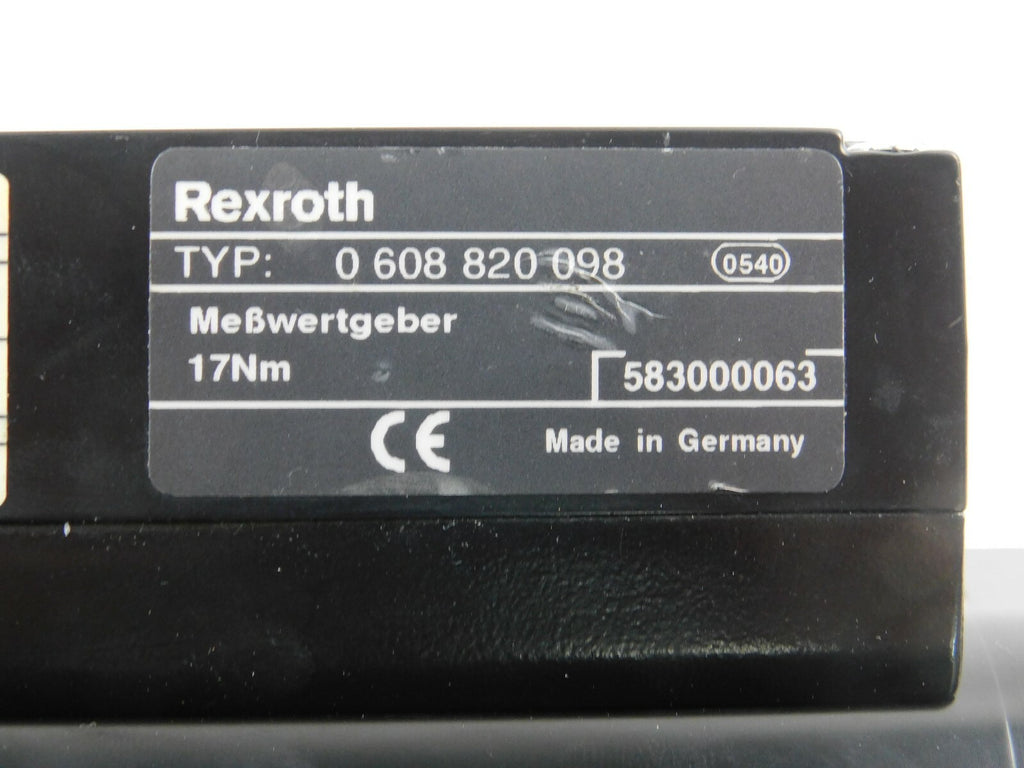 Rexroth
TYP: 0 608 820 098 0540
Meßwertgeber
17Nm 583000063
CE Made in Germany